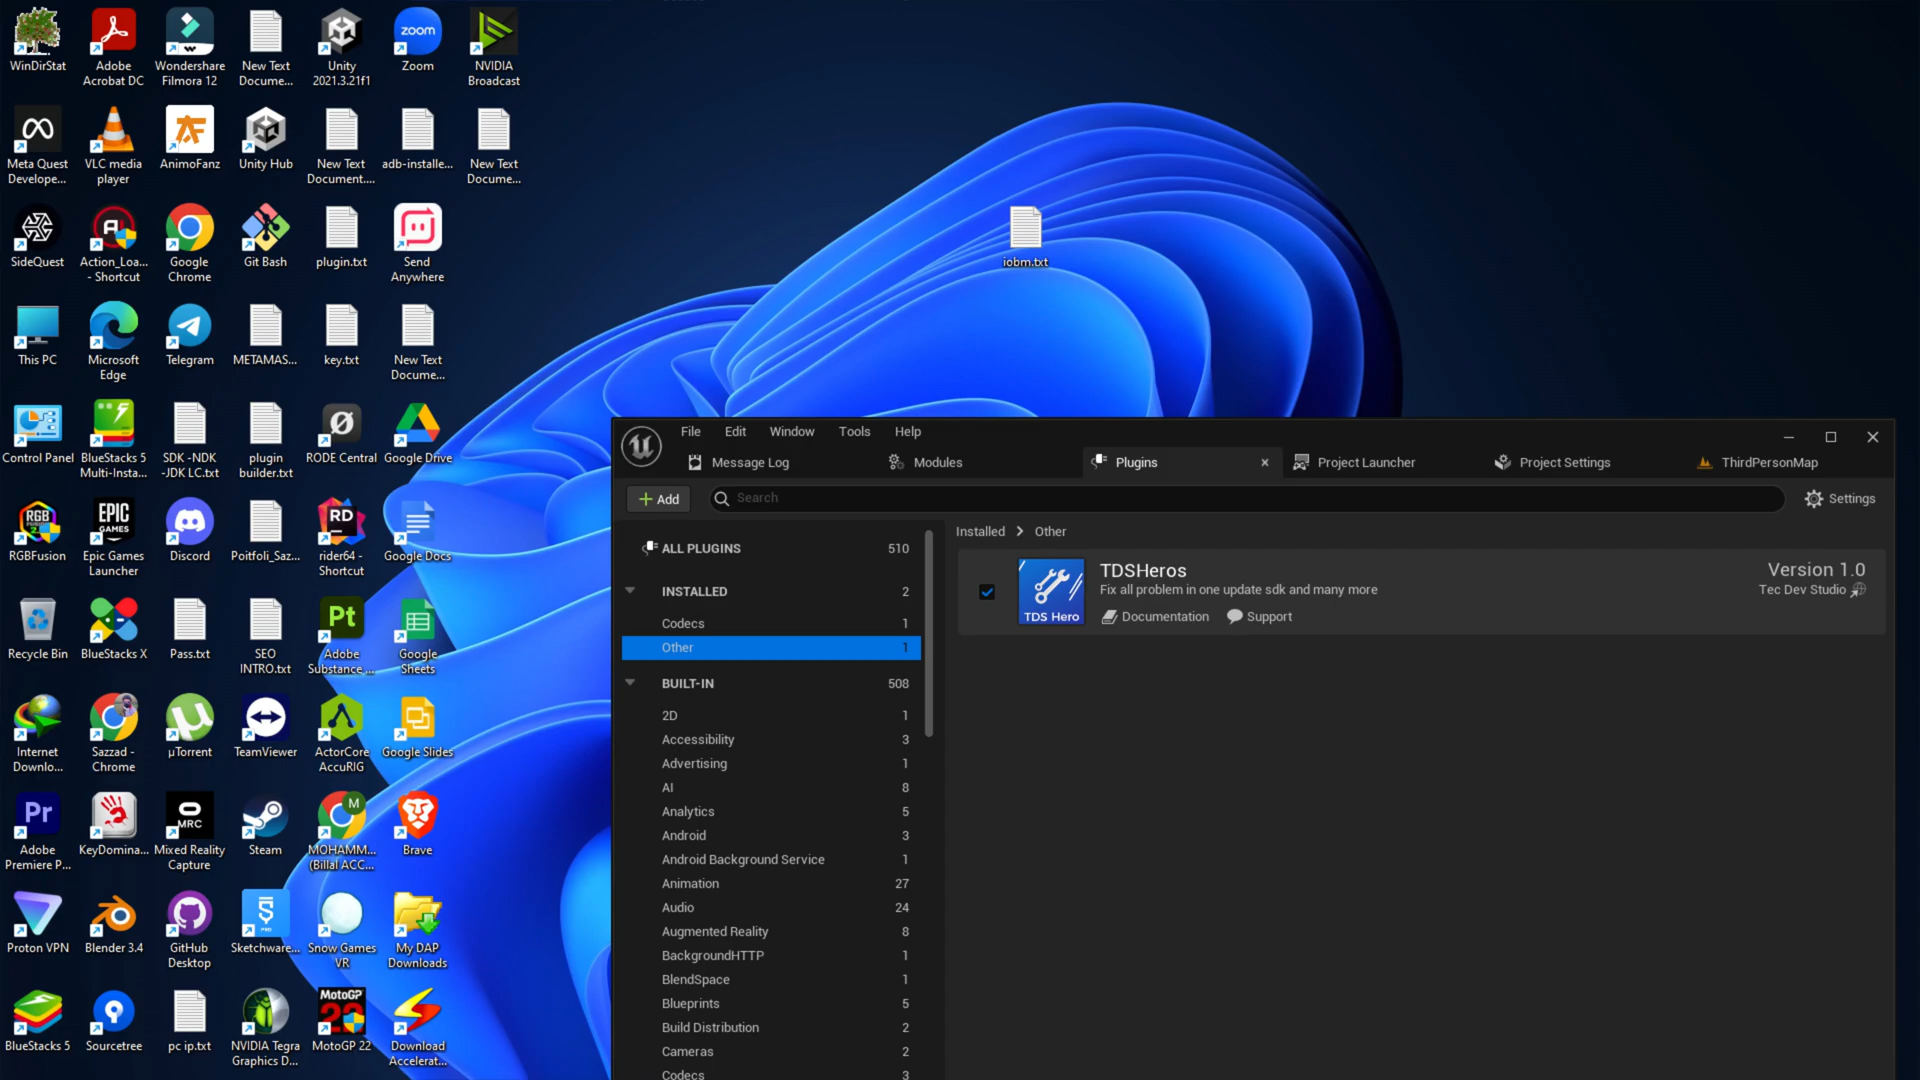 WinDirStat
Adobe
Acrobat DC
Wondershare
Filmora 12
New Text
Docume...
Unity
2021.3.21f1
zoom
Zoom
NVIDIA
Broadcast
Meta Quest
Develope...
VLC media
player
AnimoFanz
Unity Hub
New Text
Document....
adb-installe...
New Text
Docume...
SideQuest
Action_Loa...
- Shortcut
Google
Chrome
Git Bash
plugin.txt
Send
Anywhere
iobm.txt
This PC
Microsoft
Edge
Telegram
METAMAS...
key.txt
New Text
Docume...
Control Panel
BlueStacks 5
Multi-Insta...
SDK -NDK
-JDK LC.txt
plugin
builder.txt
RODE Central
Google Drive
RGBFusion
EPIC
GAMES
Epic Games
Launcher
Discord
Poitfoli_Saz...
RD
rider64 -
Shortcut
Google Docs
Recycle Bin
BlueStacks X
Pass.txt
SEO
INTRO.txt
Pt
Adobe
Substance ...
Google
Sheets
Internet
Downlo...
Sazzad -
Chrome
µTorrent
TeamViewer
ActorCore
AccuRIG
Google Slides
Pr
Adobe
Premiere P...
KeyDomina...
MRC
Mixed Reality
Capture
Steam
M
MOHAMM...
(Billal ACC...
Brave
Proton VPN
Blender 3.4
GitHub
Desktop
Sketchware...
Snow Games
VR
My DAP
Downloads
BlueStacks 5
Sourcetree
pc ip.txt
NVIDIA Tegra
Graphics D...
MotoGP
MotoGP 22
Download
Accelerat...
File Edit Window Tools Help
Message Log Modules Plugins Project Launcher Project Settings ThirdPersonMap
Add Search Settings
ALL PLUGINS 510
INSTALLED 2
Codecs 1
Other 1
BUILT-IN 508
2D 1
Accessibility 3
Advertising 1
AI 8
Analytics 5
Android 3
Android Background Service 1
Animation 27
Audio 24
Augmented Reality 8
BackgroundHTTP 1
BlendSpace 1
Blueprints 5
Build Distribution 2
Cameras 2
Codecs 3
Installed > Other
TDS Hero
TDSHeros
Fix all problem in one update sdk and many more
Documentation Support
Version 1.0
Tec Dev Studio